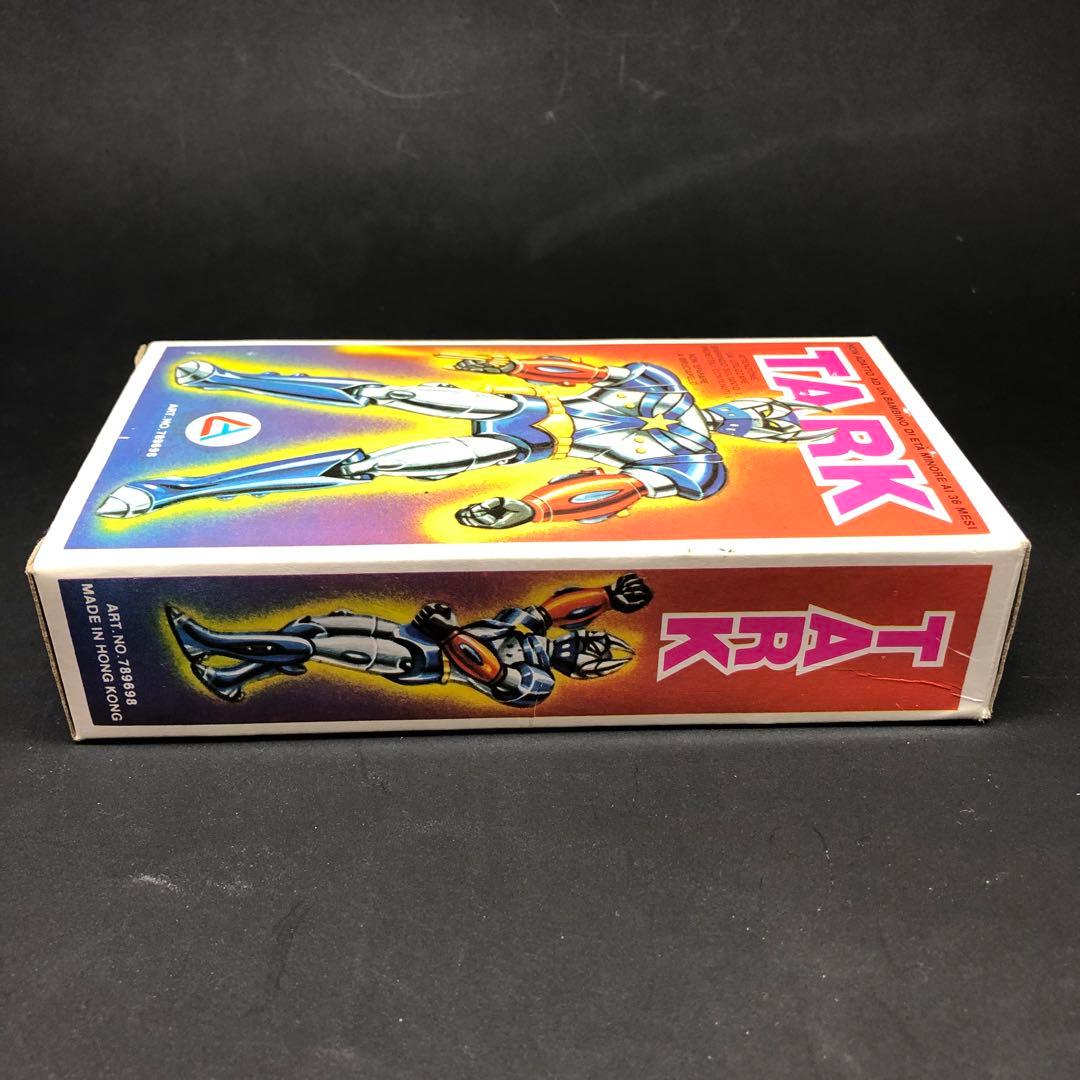 NON ADATTO AD UN BAMBINO DI ETÀ MINORE AI 36 MESI
TARK
NON
ART. NO. 789698
TARK
ART. NO. 789698
MADE IN HONG KONG